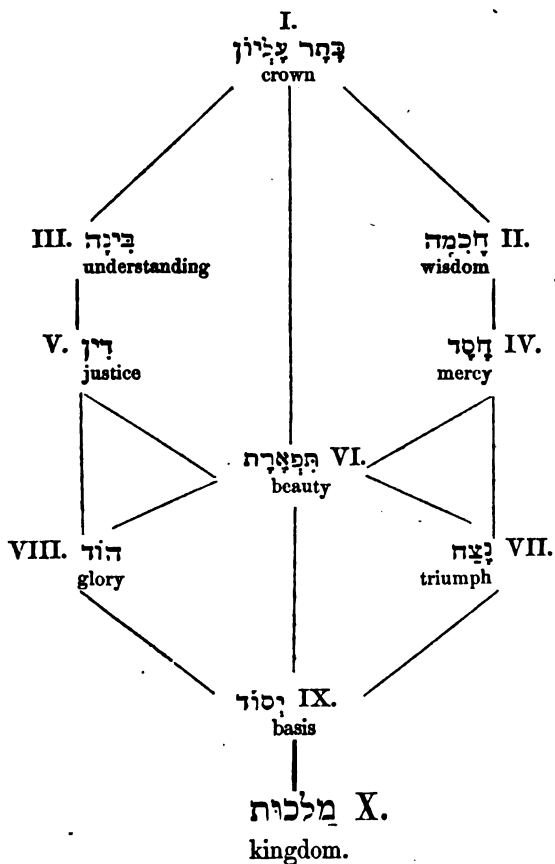 I.
כָּתָר עֶלְיוֹן
crown
III. בִּינָה
understanding
חָכְמָה II.
wisdom
V. דִּין
justice
חָסָד IV.
mercy
תִּפְאָרָת VI.
beauty
VIII. הוֹד
glory
נָצַח VII.
triumph
יְסוֹד IX.
basis
מַלכוּת X.
kingdom.